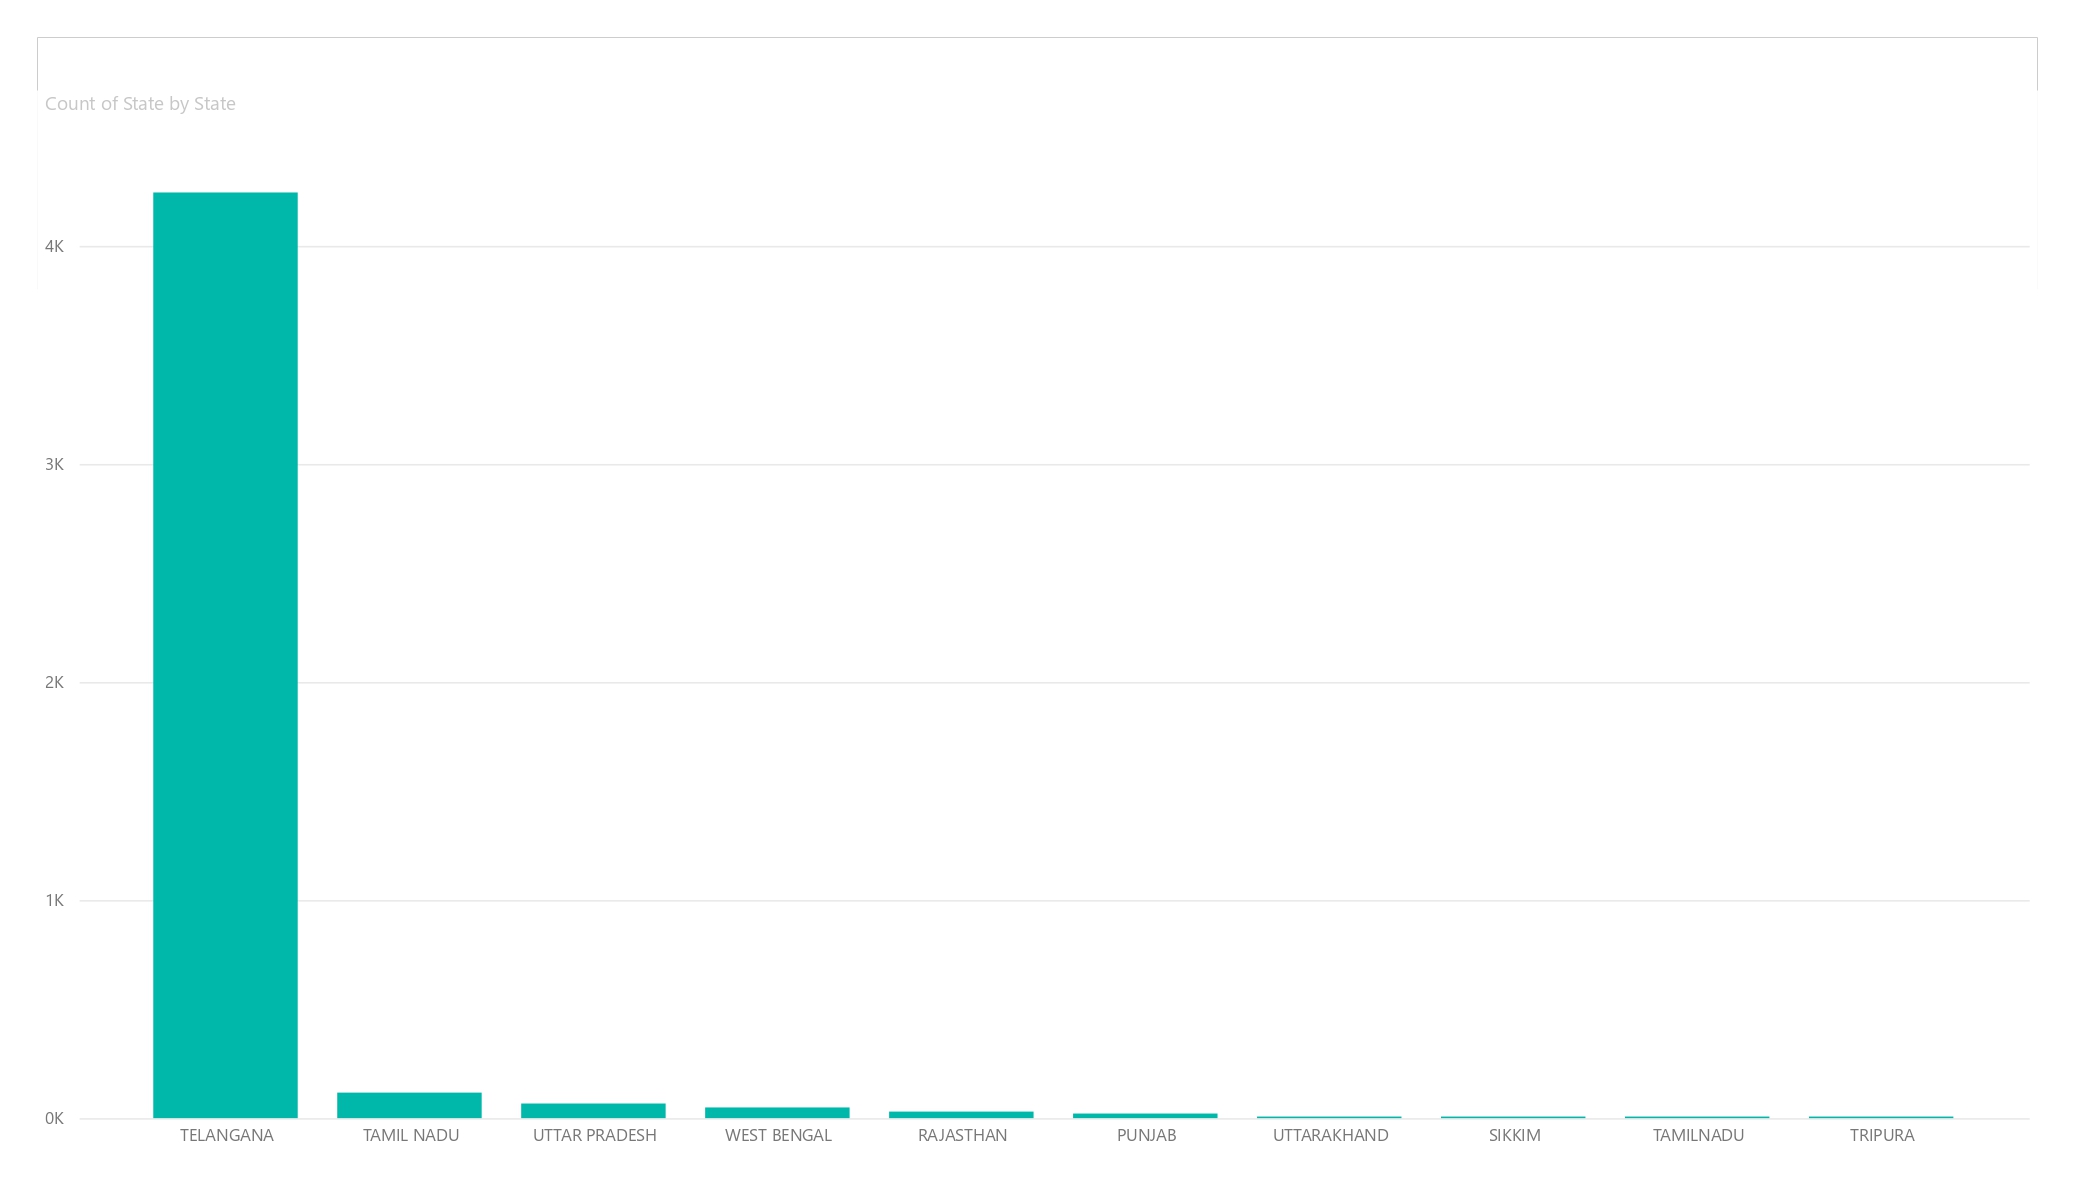 Count of State by State
4K
3K
2K
1K
0K
TELANGANA TAMIL NADU UTTAR PRADESH WEST BENGAL RAJASTHAN PUNJAB UTTARAKHAND SIKKIM TAMILNADU TRIPURA